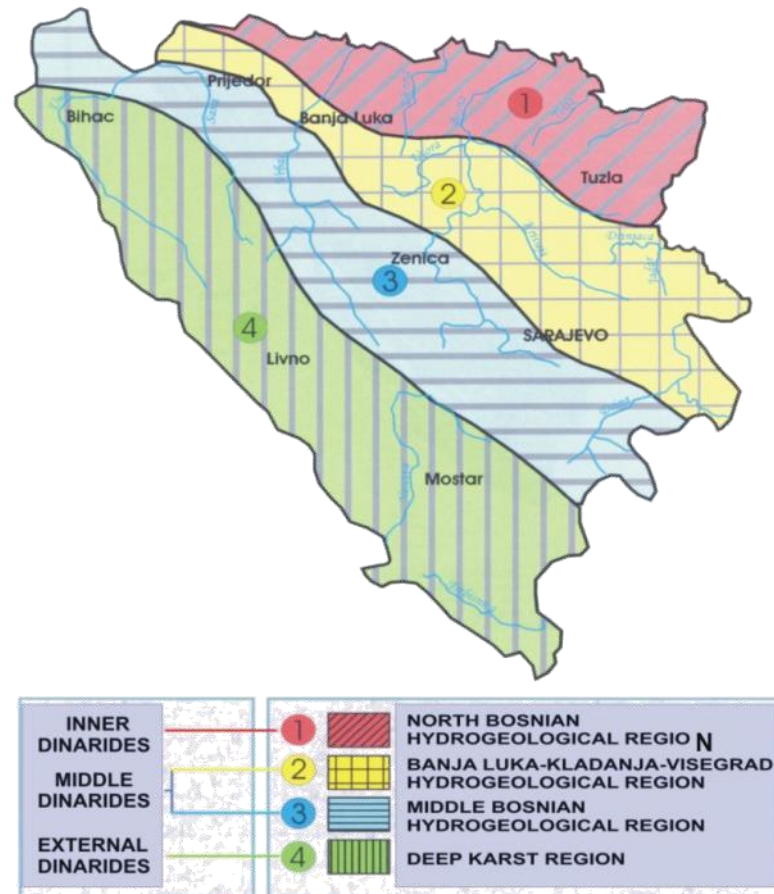 1
Prijedor
Banja Luka
Bihac
Sana
Tuzla
2
Drinjaca
Zenica
3
SARAJEVO
4
Livno
Mostar
INNER
DINARIDES
MIDDLE
DINARIDES
EXTERNAL
DINARIDES
1
NORTH BOSNIAN
HYDROGEOLOGICAL REGIO N
2
BANJA LUKA-KLADANJA-VISEGRAD
HYDROGEOLOGICAL REGION
3
MIDDLE BOSNIAN
HYDROGEOLOGICAL REGION
4
DEEP KARST REGION